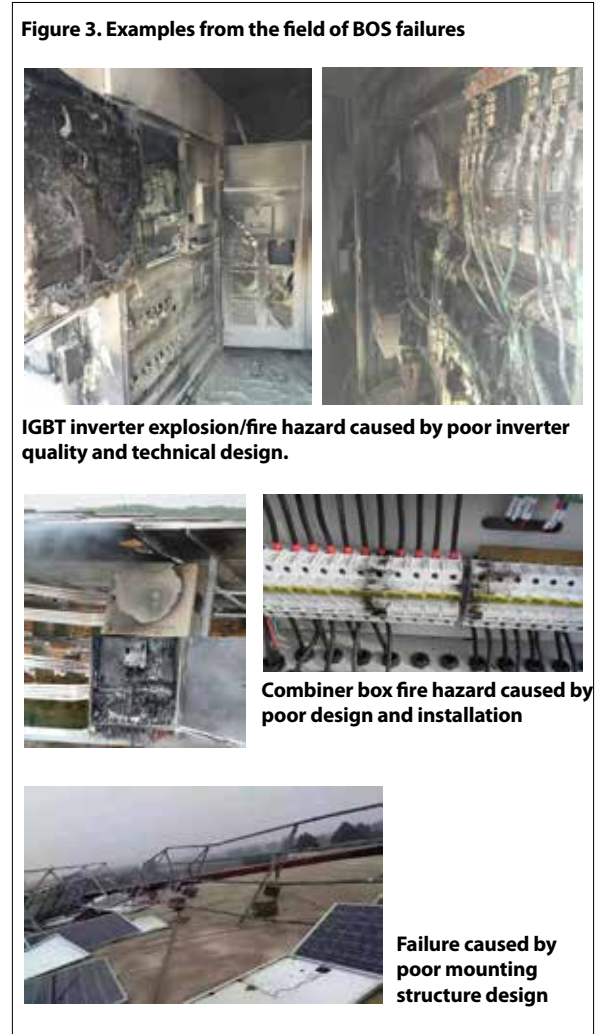 Figure 3. Examples from the field of BOS failures
IGBT inverter explosion/fire hazard caused by poor inverter
quality and technical design.
Combiner box fire hazard caused by
poor design and installation
Failure caused by
poor mounting
structure design